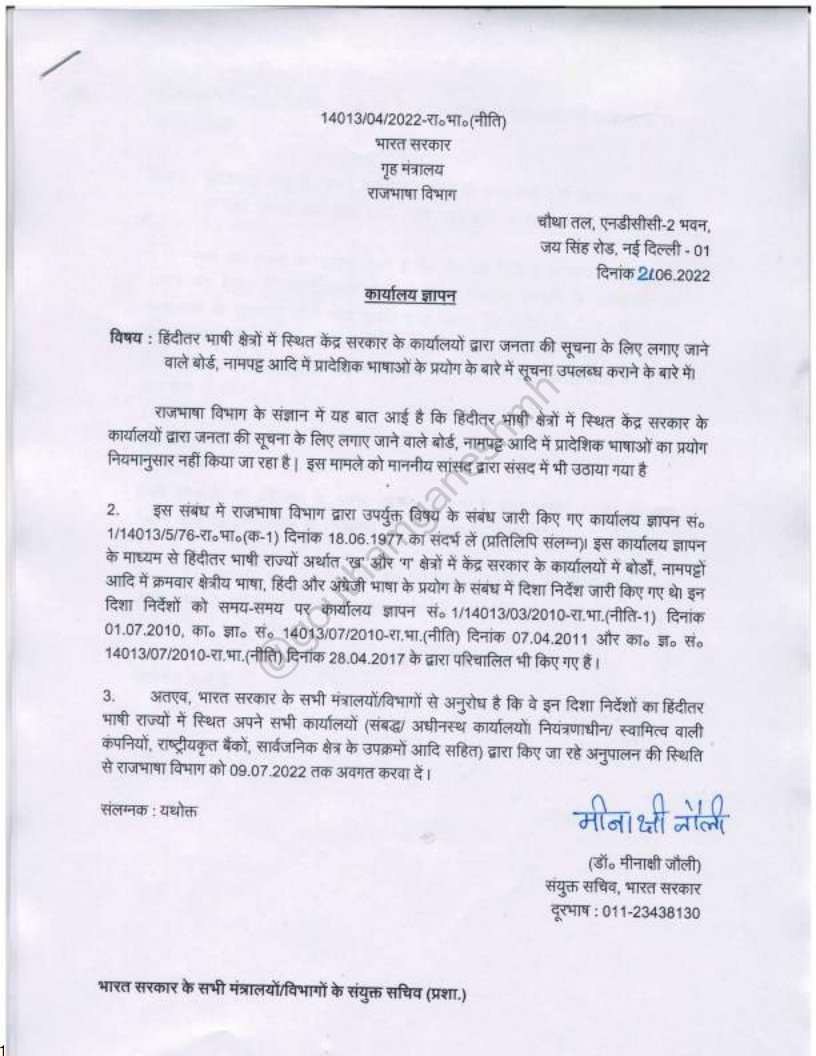 14013/04/2022-रा०भा०(नीति)
भारत सरकार
गृह मंत्रालय
राजभाषा विभाग
चौथा तल, एनडीसीसी-2 भवन,
जय सिंह रोड, नई दिल्ली - 01
दिनांक 21.06.2022
कार्यालय ज्ञापन
विषय : हिंदीतर भाषी क्षेत्रों में स्थित केंद्र सरकार के कार्यालयों द्वारा जनता की सूचना के लिए लगाए जाने
वाले बोर्ड, नामपट्ट आदि में प्रादेशिक भाषाओं के प्रयोग के बारे में सूचना उपलब्ध कराने के बारे में।
राजभाषा विभाग के संज्ञान में यह बात आई है कि हिदीतर भाषी क्षेत्रों में स्थित केंद्र सरकार के
कार्यालयों द्वारा जनता की सूचना के लिए लगाए जाने वाले बोर्ड, नामपट्ट आदि में प्रादेशिक भाषाओं का प्रयोग
नियमानुसार नहीं किया जा रहा है| इस मामले को माननीय सांसद द्वारा संसद में भी उठाया गया है
2. इस संबंध में राजभाषा विभाग द्वारा उपर्युक्त विषय के संबंध जारी किए गए कार्यालय ज्ञापन सं०
1/14013/5/76-रा०भा०(क-1) दिनांक 18.06.1977 का संदर्भ लें (प्रतिलिपि संलग्न)। इस कार्यालय ज्ञापन
के माध्यम से हिदीतर भाषी राज्यों अर्थात 'ख' और 'ग' क्षेत्रों में केंद्र सरकार के कार्यालयों में बोर्डों, नामपट्टों
आदि में क्रमवार क्षेत्रीय भाषा, हिंदी और अंग्रेजी भाषा के प्रयोग के संबंध में दिशा निर्देश जारी किए गए थे। इन
दिशा निर्देशों को समय-समय पर कार्यालय ज्ञापन सं० 1/14013/03/2010-रा.भा.(नीति-1) दिनांक
01.07.2010, का० ज्ञा० सं० 14013/07/2010-रा.भा.(नीति) दिनांक 07.04.2011 और का० ज्ञ० सं०
14013/07/2010-रा.भा.(नीति) दिनांक 28.04.2017 के द्वारा परिचालित भी किए गए हैं।
3. अतएव, भारत सरकार के सभी मंत्रालयों/विभागों से अनुरोध है कि वे इन दिशा निर्देशों का हिंदीतर
भाषी राज्यों में स्थित अपने सभी कार्यालयों (संबद्ध/ अधीनस्थ कार्यालयों। नियंत्रणाधीन/ स्वामित्व वाली
कंपनियों, राष्ट्रीयकृत बैंकों, सार्वजनिक क्षेत्र के उपक्रमों आदि सहित) द्वारा किए जा रहे अनुपालन की स्थिति
से राजभाषा विभाग को 09.07.2022 तक अवगत करवा दें।
संलग्नक : यथोक्त
मीनाक्षी जौली
(डॉ० मीनाक्षी जौली)
संयुक्त सचिव, भारत सरकार
दूरभाष : 011-23438130
भारत सरकार के सभी मंत्रालयों/विभागों के संयुक्त सचिव (प्रशा.)
@gouthamganeshmh
1